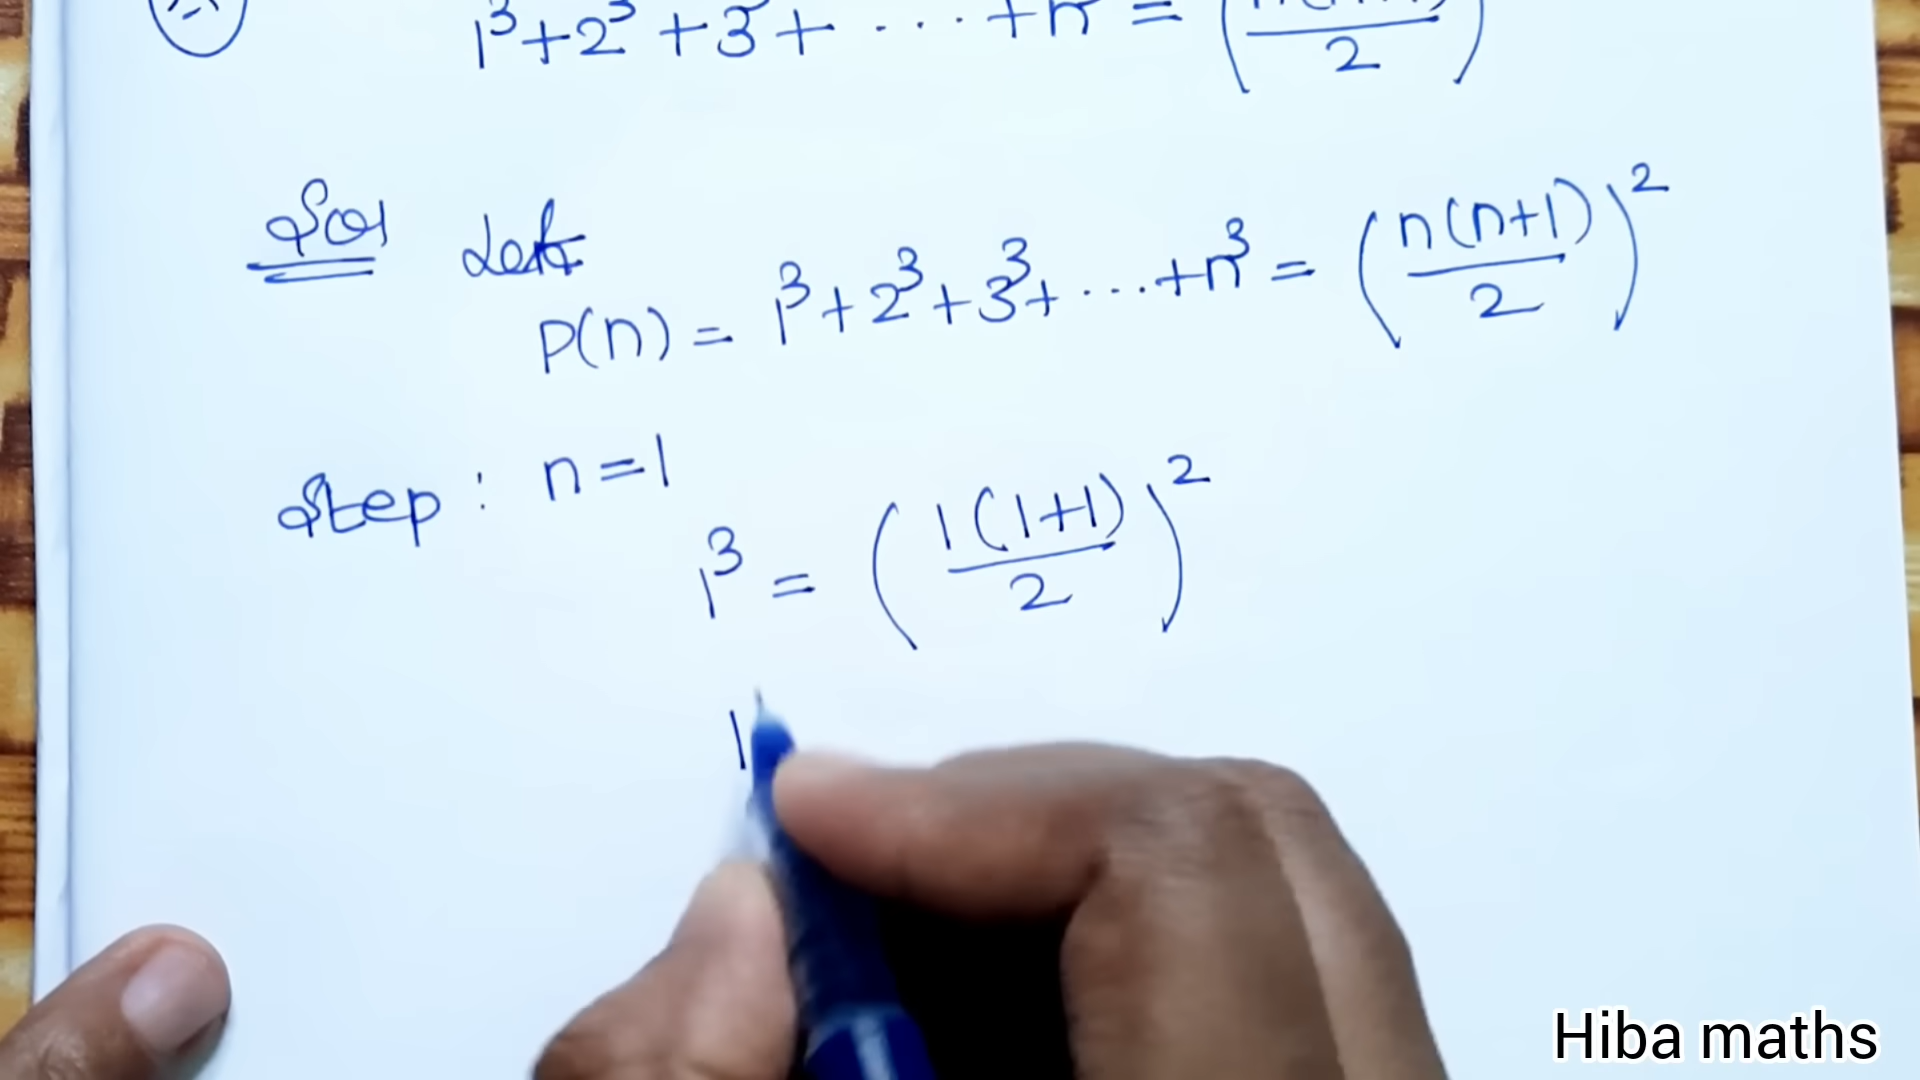 1³+2³+3+ ... +n = ( / 2 )
Sol Let
P(n) = 1³+2³+3³+ ... +n³ = (n(n+1)/2)²
Step : n=1
1³ = (1(1+1)/2)²
1
Hiba maths